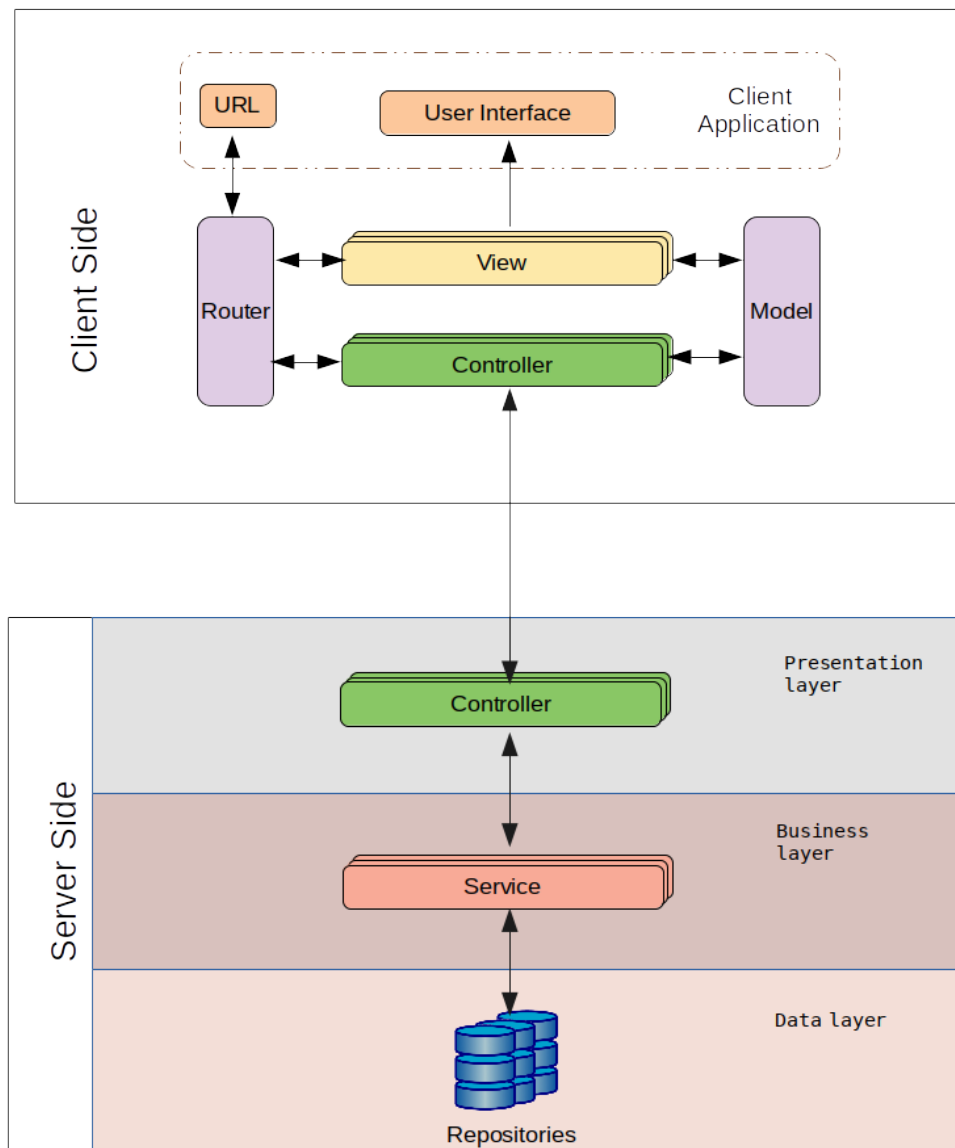 Client Side
URL
User Interface
Client
Application
Router
View
Model
Controller
Server Side
Presentation
layer
Controller
Business
layer
Service
Data layer
Repositories